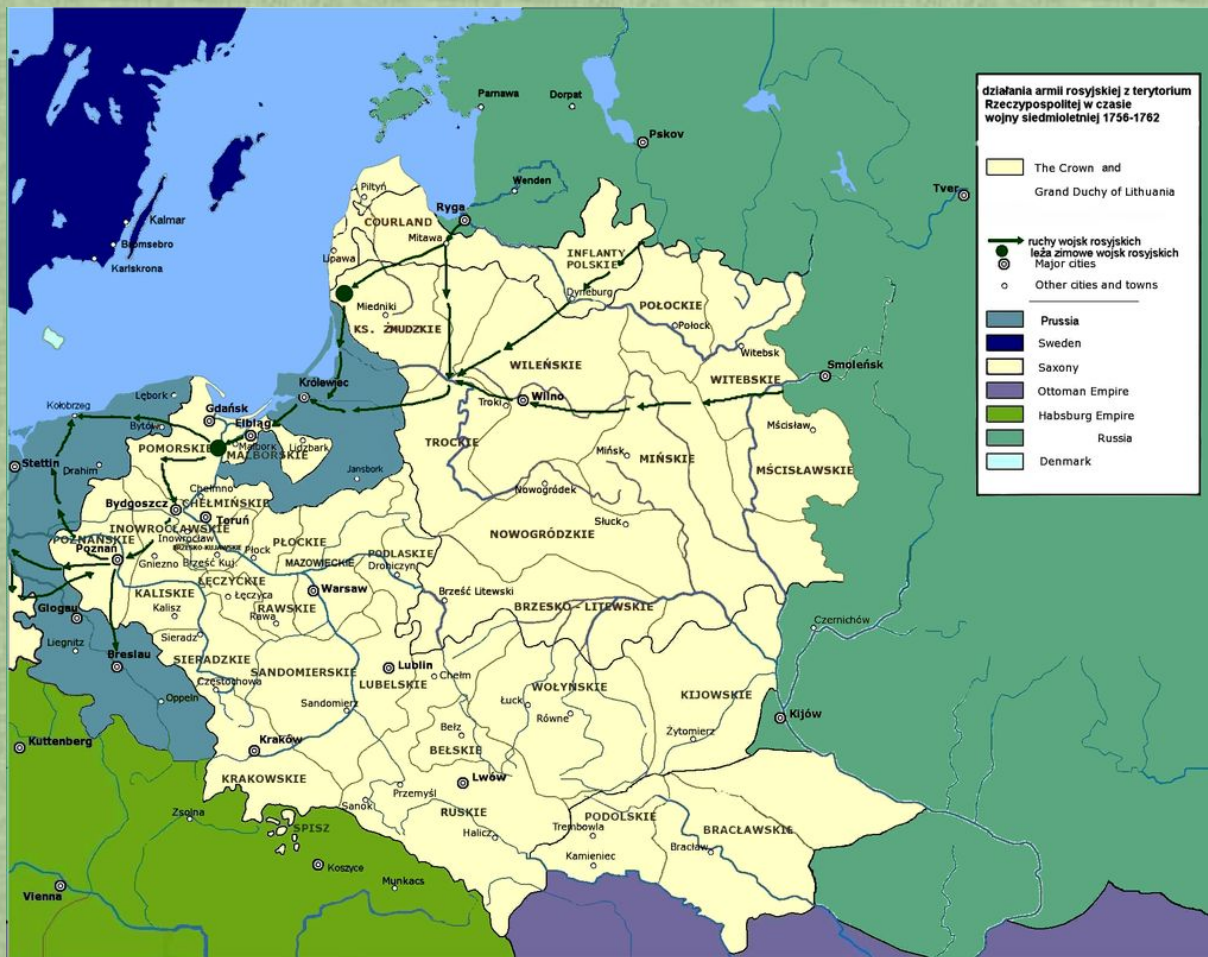 działania armii rosyjskiej z terytorium
Rzeczypospolitej w czasie
wojny siedmioletniej 1756-1762
The Crown and
Grand Duchy of Lithuania
ruchy wojsk rosyjskich
leża zimowe wojsk rosyjskich
Major cities
Other cities and towns
Prussia
Sweden
Saxony
Ottoman Empire
Habsburg Empire
Russia
Denmark
Parnawa
Dorpat
Pskov
Tver
Wenden
Piltyń
Ryga
COURLAND
Mitawa
Kalmar
Bromsebro
Karlskrona
Lipawa
INFLANTY
POLSKIE
Dyneburg
Miedniki
POŁOCKIE
KS. ŻMUDZKIE
Połock
Witebsk
WILEŃSKIE
Smoleńsk
WITEBSKIE
Królewiec
Lębork
Wilno
Troki
Kołobrzeg
Gdańsk
Bytów
Elbląg
Malbork
Lidzbark
Mścisław
POMORSKIE
MALBORSKIE
TROCKIE
Mińsk
MIŃSKIE
MŚCISŁAWSKIE
Stettin
Drahim
Jansbork
Chełmno
Nowogródek
Bydgoszcz
CHEŁMIŃSKIE
Toruń
Słuck
INOWROCŁAWSKIE
Inowrocław
POZNAŃSKIE
NOWOGRÓDZKIE
PŁOCKIE
BRZESKO-KUJAWSKIE
Poznań
Gniezno
Brześć Kuj.
Płock
PODLASKIE
MAZOWIECKIE
Drohiczyn
ŁĘCZYCKIE
KALISKIE
Łęczyca
Warsaw
Brześć Litewski
RAWSKIE
BRZESKO - LITEWSKIE
Glogau
Kalisz
Rawa
Czernichów
Liegnitz
Sieradz
SIERADZKIE
Breslau
Lublin
SANDOMIERSKIE
LUBELSKIE
Chełm
Częstochowa
WOŁYŃSKIE
KIJOWSKIE
Oppeln
Sandomierz
Łuck
Równe
Kijów
Bełz
Żytomierz
Kuttenberg
Kraków
BEŁSKIE
KRAKOWSKIE
Lwów
Przemyśl
Sanok
Zsolna
RUSKIE
PODOLSKIE
SPISZ
Halicz
Trembowla
BRACŁAWSKIE
Bracław
Koszyce
Kamieniec
Munkacs
Vienna